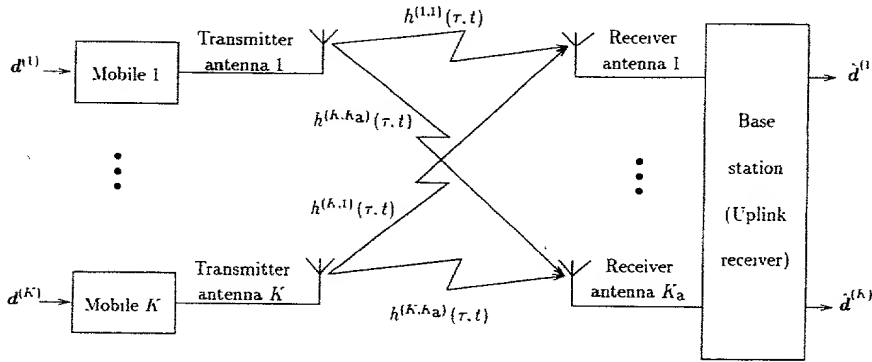 h^{(1,1)}(τ,t)
Transmitter
antenna 1
Receiver
antenna 1
d^{(1)}
Mobile 1
d̂^{(1
h^{(K,Ka)}(τ,t)
Base
station
(Uplink
receiver)
h^{(K,1)}(τ,t)
Transmitter
antenna K
Receiver
antenna Ka
d^{(K)}
Mobile K
d̂^{(K)}
h^{(K,Ka)}(τ,t)